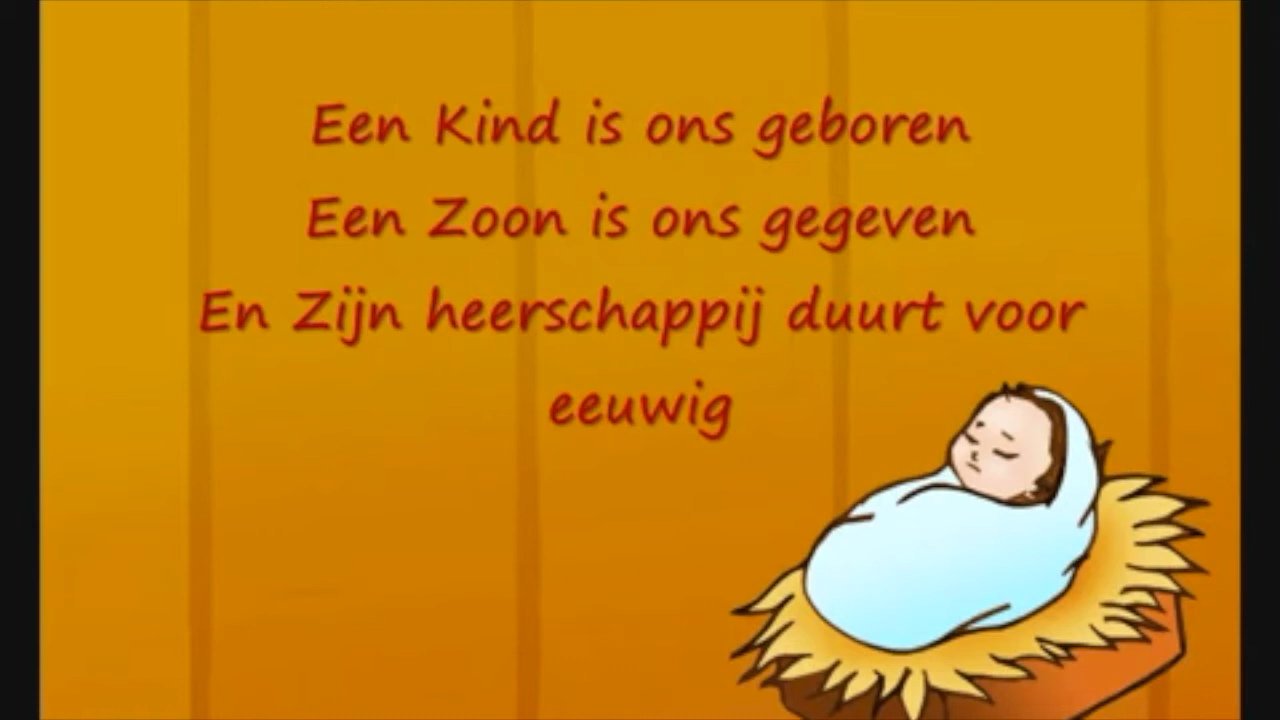 Een Kind is ons geboren
Een Zoon is ons gegeven
En Zijn heerschappij duurt voor
eeuwig